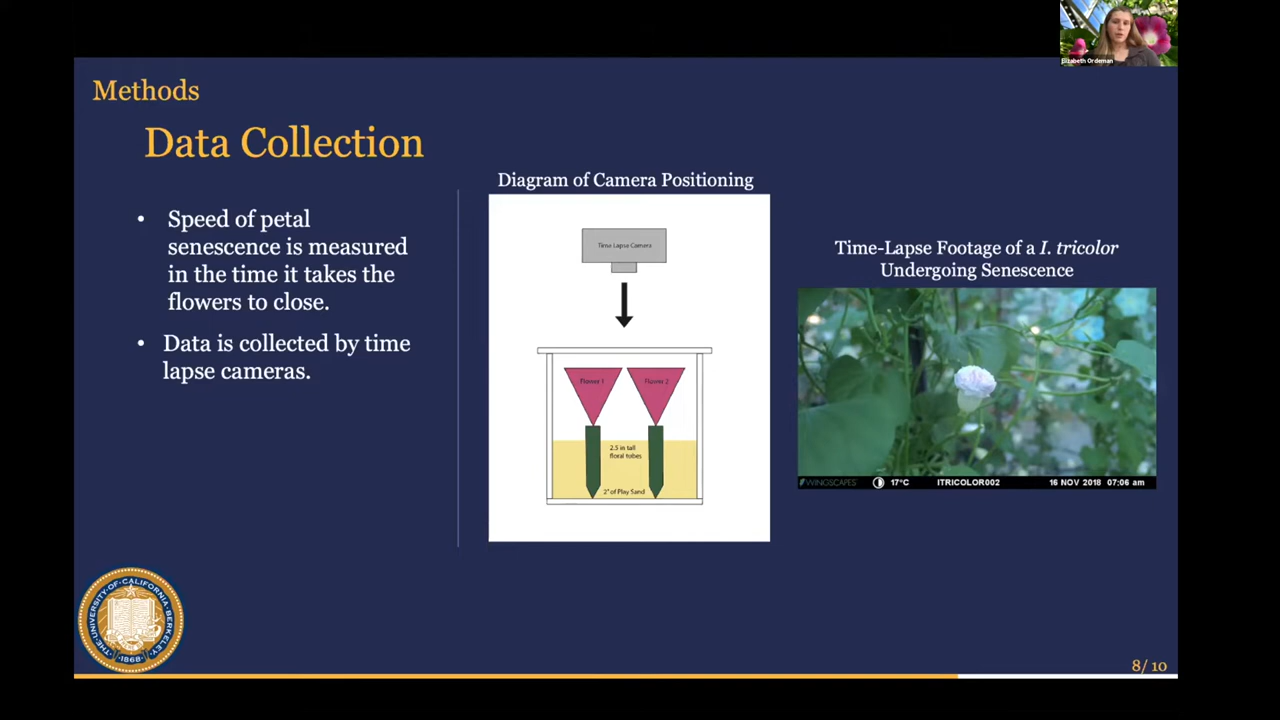 Elizabeth Ordeman
Methods
Data Collection
• Speed of petal
senescence is measured
in the time it takes the
flowers to close.
• Data is collected by time
lapse cameras.
Diagram of Camera Positioning
Time Lapse Camera
Flower 1
Flower 2
2.5 in tall
floral tubes
2" of Play Sand
Time-Lapse Footage of a I. tricolor
Undergoing Senescence
WINGSCAPES 17°C ITRICOLOR002 16 NOV 2018 07:06 am
THE UNIVERSITY OF CALIFORNIA BERKELEY
1868
8/ 10